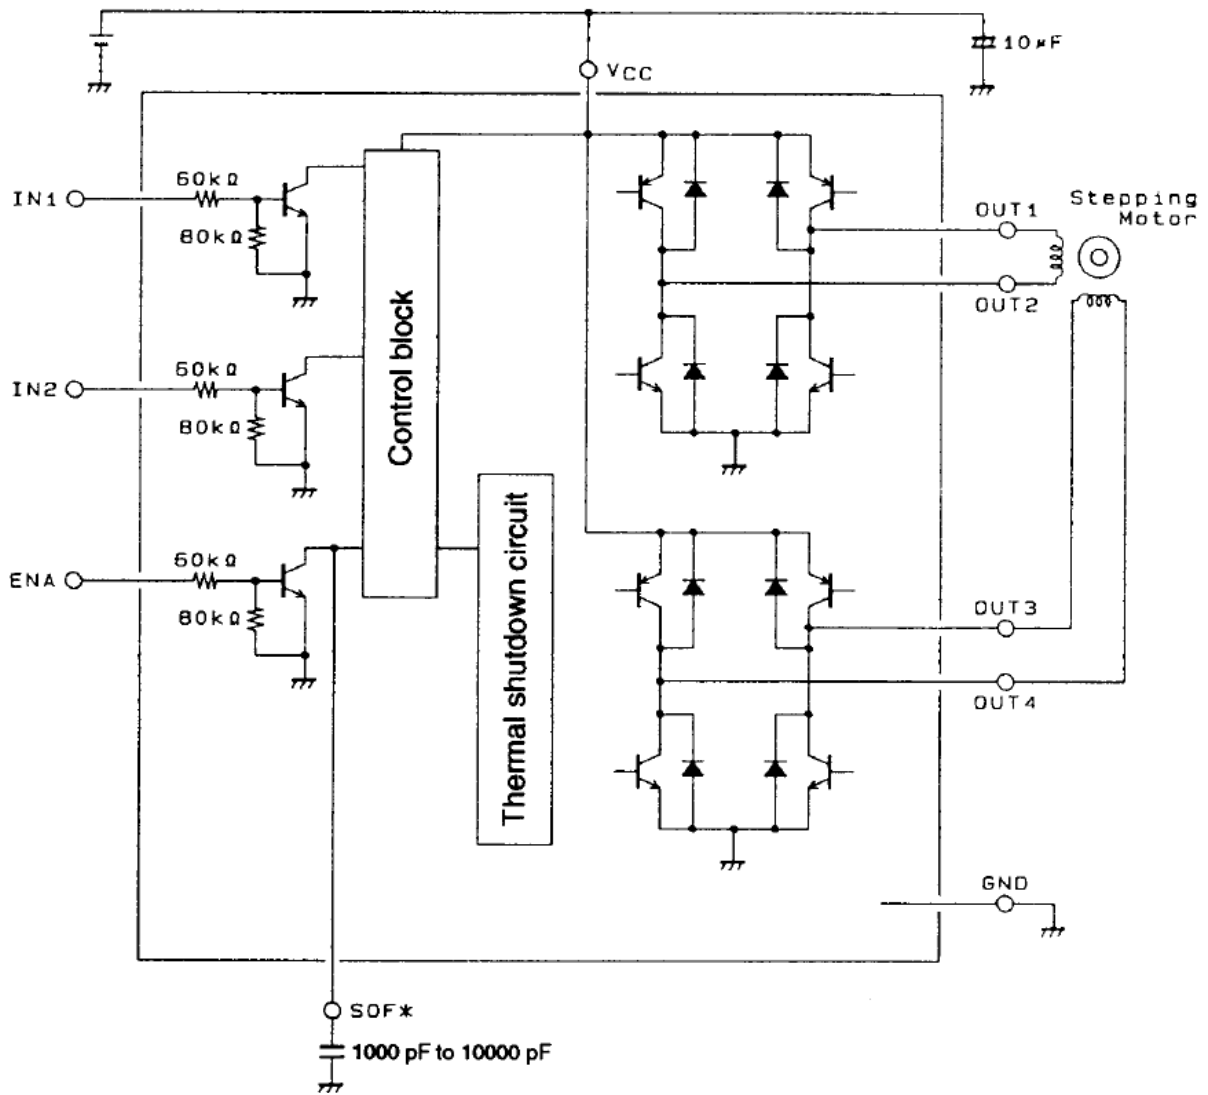 10μF
VCC
60kΩ
IN1
80kΩ
OUT1
Stepping
Motor
OUT2
Control block
60kΩ
IN2
80kΩ
Thermal shutdown circuit
60kΩ
ENA
80kΩ
OUT3
OUT4
GND
SOF*
1000 pF to 10000 pF